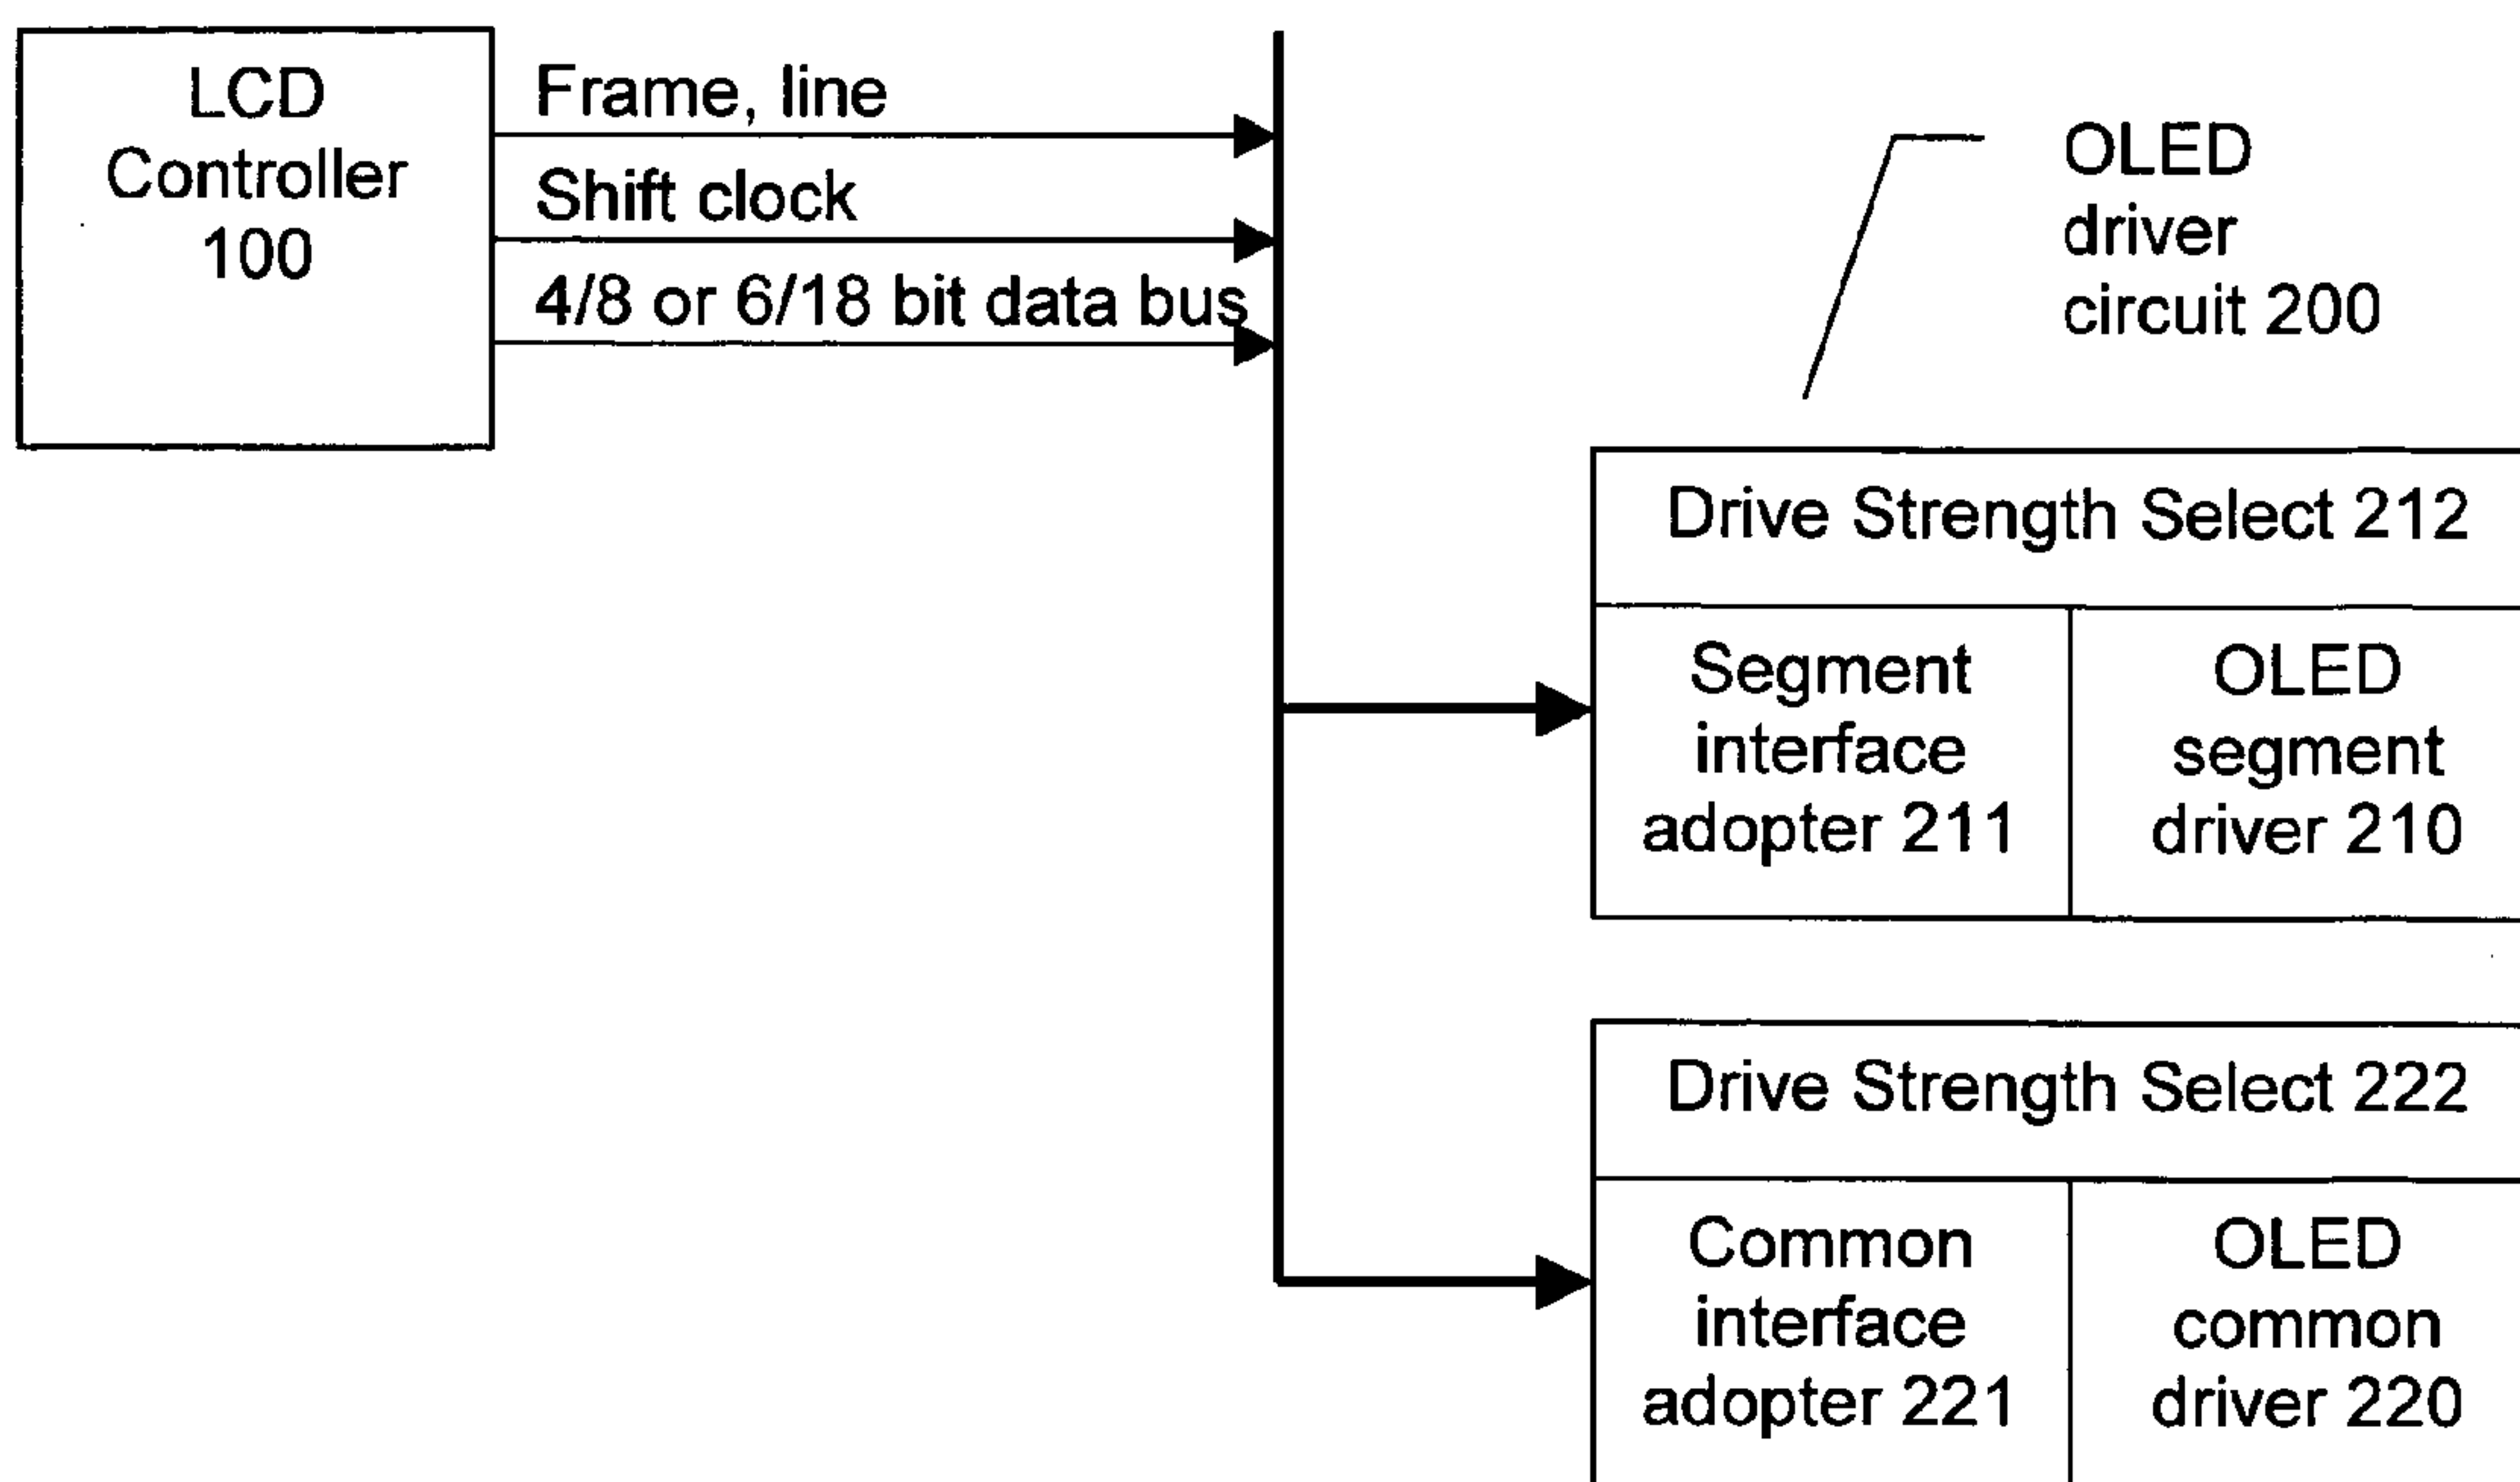 LCD
Controller
100
Frame, line
Shift clock
4/8 or 6/18 bit data bus
OLED
driver
circuit 200
Drive Strength Select 212
Segment
interface
adopter 211
OLED
segment
driver 210
Drive Strength Select 222
Common
interface
adopter 221
OLED
common
driver 220